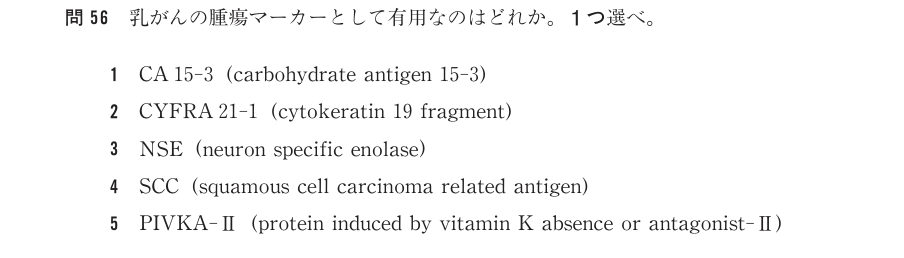 問 56　乳がんの腫瘍マーカーとして有用なのはどれか。1つ選べ。
1　CA 15-3 (carbohydrate antigen 15-3)
2　CYFRA 21-1 (cytokeratin 19 fragment)
3　NSE (neuron specific enolase)
4　SCC (squamous cell carcinoma related antigen)
5　PIVKA-Ⅱ (protein induced by vitamin K absence or antagonist-Ⅱ)